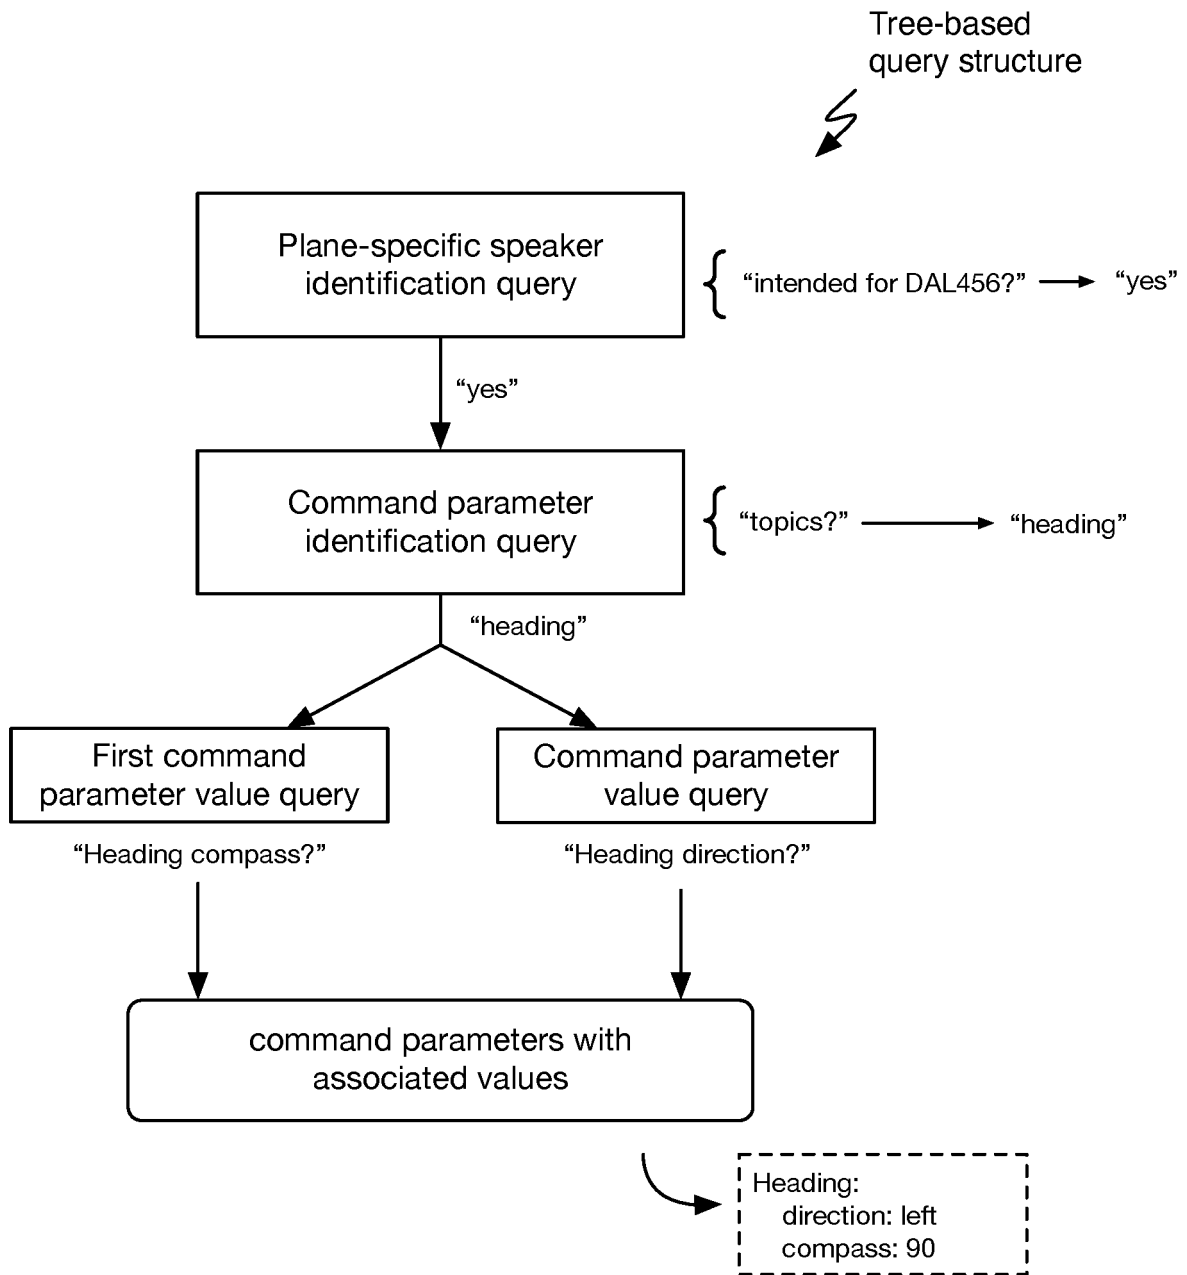 Tree-based
query structure
Plane-specific speaker
identification query
“intended for DAL456?”
“yes”
“yes”
Command parameter
identification query
“topics?”
“heading”
“heading”
First command
parameter value query
Command parameter
value query
“Heading compass?”
“Heading direction?”
command parameters with
associated values
Heading:
direction: left
compass: 90